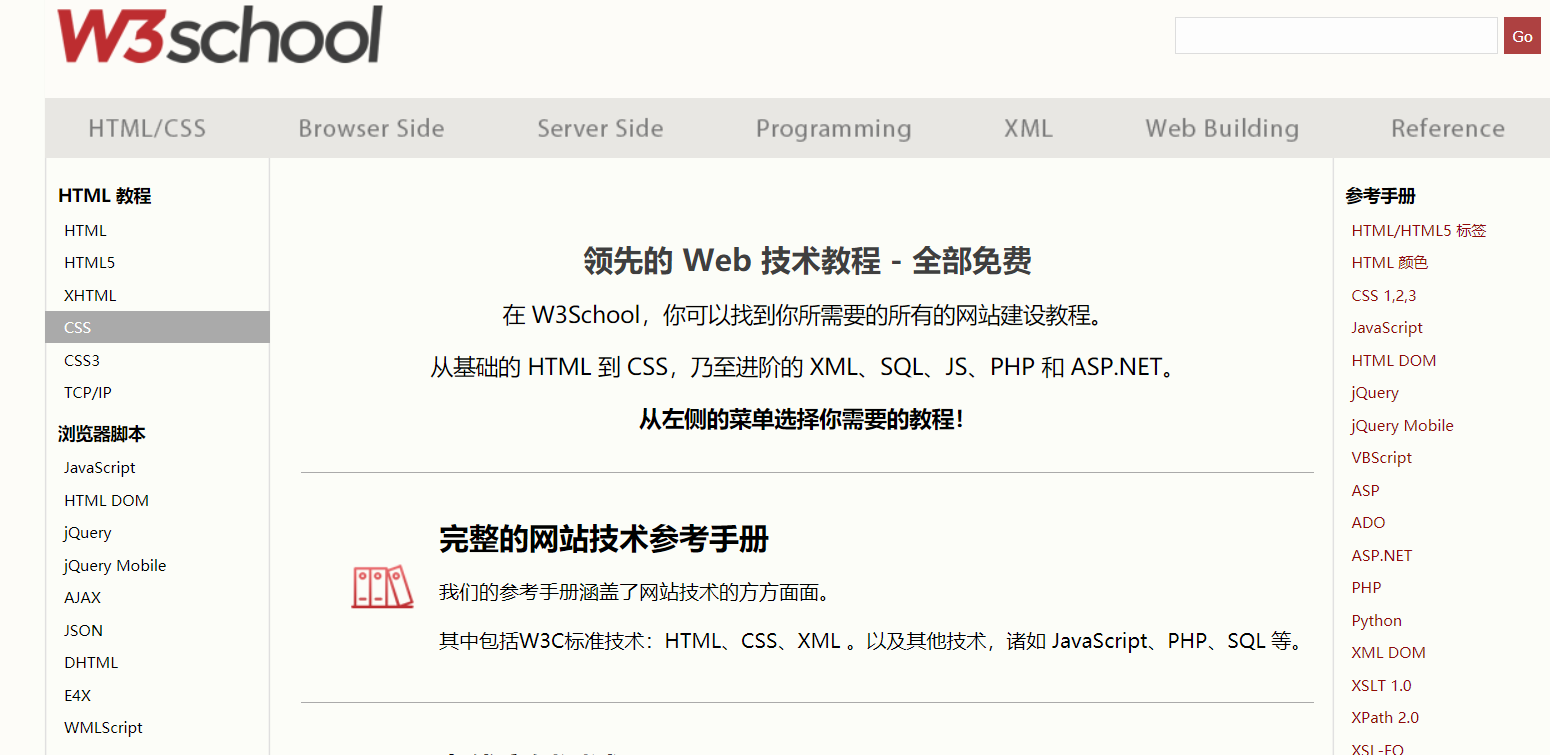 W3school
Go
HTML/CSS Browser Side Server Side Programming XML Web Building Reference
HTML 教程
HTML
HTML5
XHTML
CSS
CSS3
TCP/IP
浏览器脚本
JavaScript
HTML DOM
jQuery
jQuery Mobile
AJAX
JSON
DHTML
E4X
WMLScript
领先的 Web 技术教程 - 全部免费
在 W3School，你可以找到你所需要的所有的网站建设教程。
从基础的 HTML 到 CSS，乃至进阶的 XML、SQL、JS、PHP 和 ASP.NET。
从左侧的菜单选择你需要的教程！
完整的网站技术参考手册
我们的参考手册涵盖了网站技术的方方面面。
其中包括W3C标准技术：HTML、CSS、XML 。以及其他技术，诸如 JavaScript、PHP、SQL 等。
参考手册
HTML/HTML5 标签
HTML 颜色
CSS 1,2,3
JavaScript
HTML DOM
jQuery
jQuery Mobile
VBScript
ASP
ADO
ASP.NET
PHP
Python
XML DOM
XSLT 1.0
XPath 2.0
XSL-FO